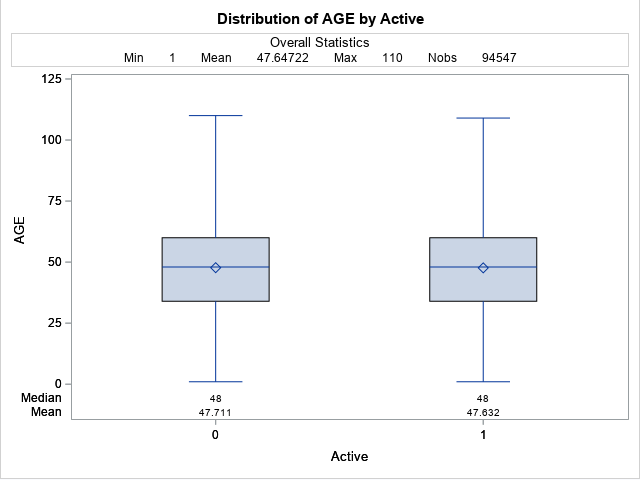 Distribution of AGE by Active
Overall Statistics
Min 1 Mean 47.64722 Max 110 Nobs 94547
125
100
75
50
25
0
AGE
Median 48 48
Mean 47.711 47.632
0 1
Active